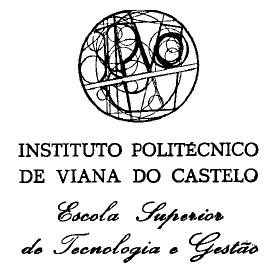 INSTITUTO POLITÉCNICO
DE VIANA DO CASTELO
Escola Superior
de Tecnologia e Gestão